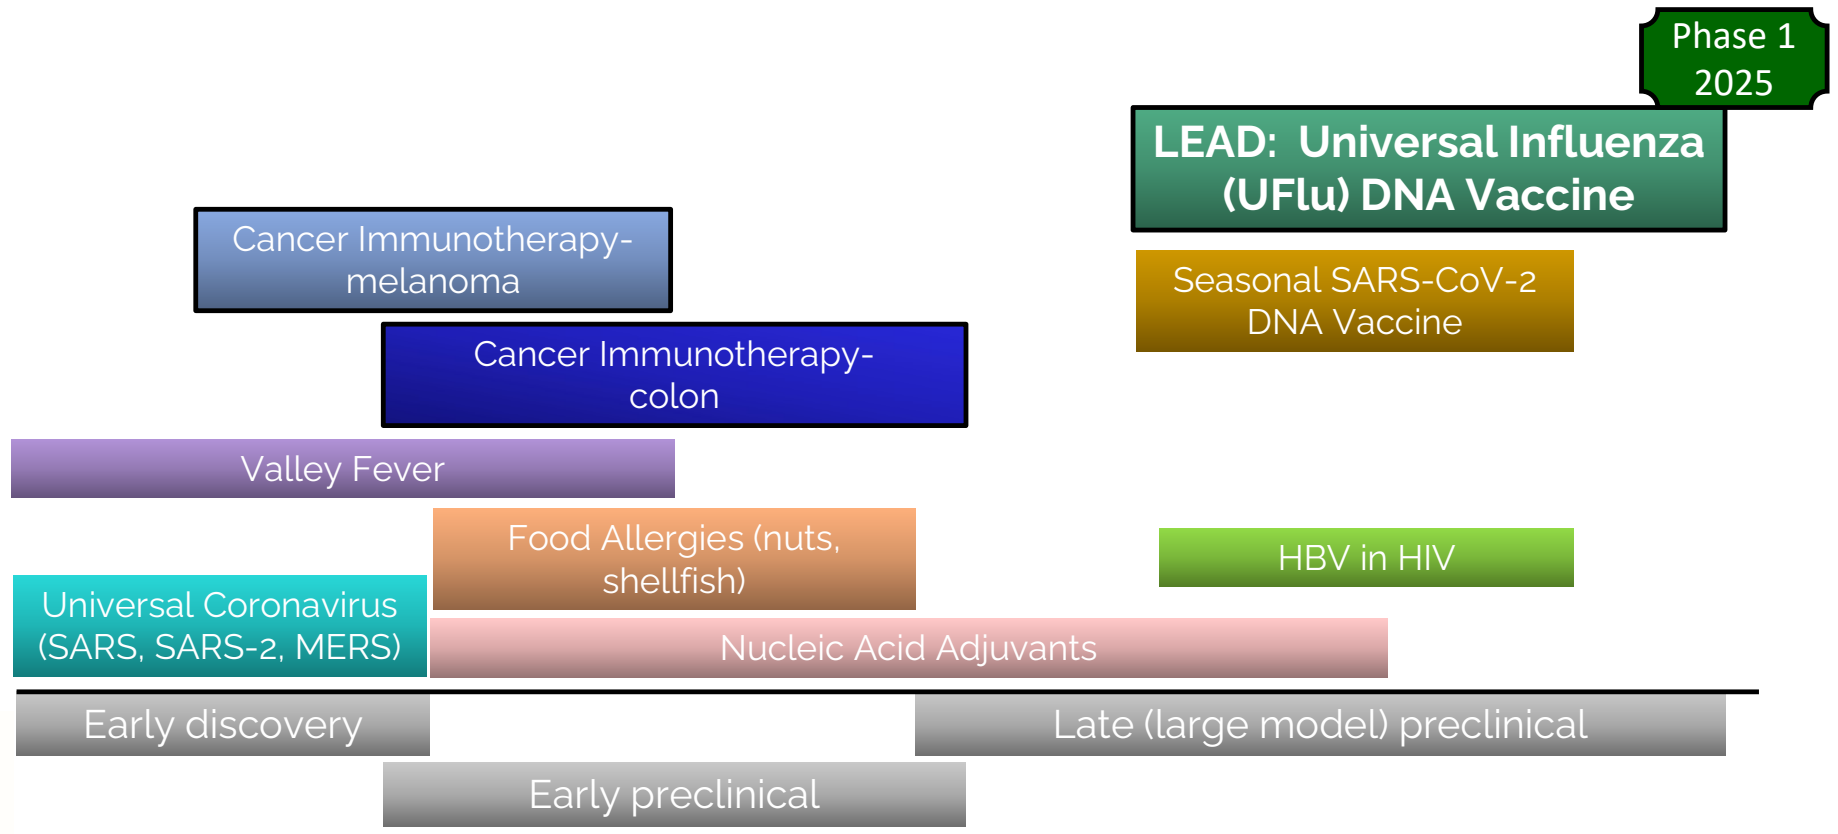 Phase 1
2025
LEAD:  Universal Influenza
(UFlu) DNA Vaccine
Cancer Immunotherapy-
melanoma
Seasonal SARS-CoV-2
DNA Vaccine
Cancer Immunotherapy-
colon
Valley Fever
Food Allergies (nuts,
shellfish)
HBV in HIV
Universal Coronavirus
(SARS, SARS-2, MERS)
Nucleic Acid Adjuvants
Early discovery
Late (large model) preclinical
Early preclinical